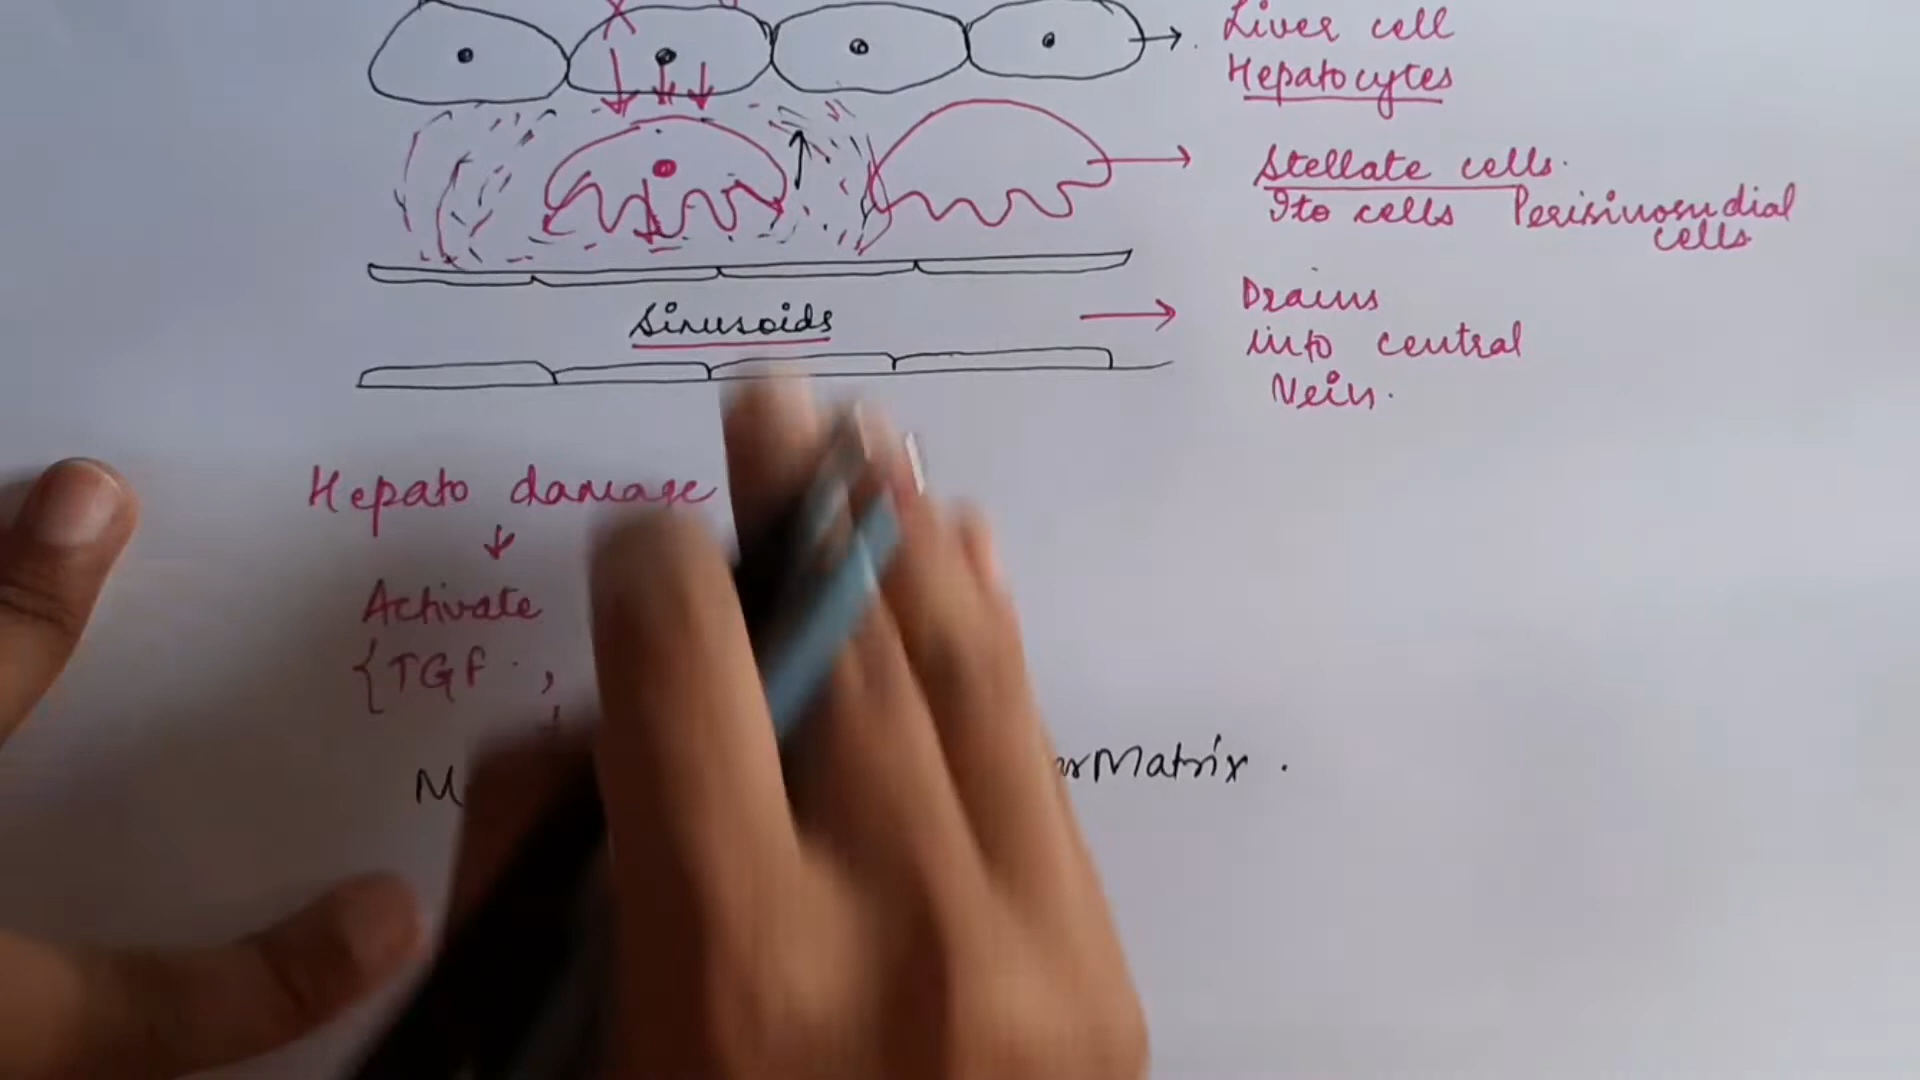 Liver cell
Hepatocytes
Stellate cells.
Ito cells Perisinosudial
cells
Sinusoids
Drains
into central
Vein.
Hepato damage
Activate
{TGF ,
M
Matrix .